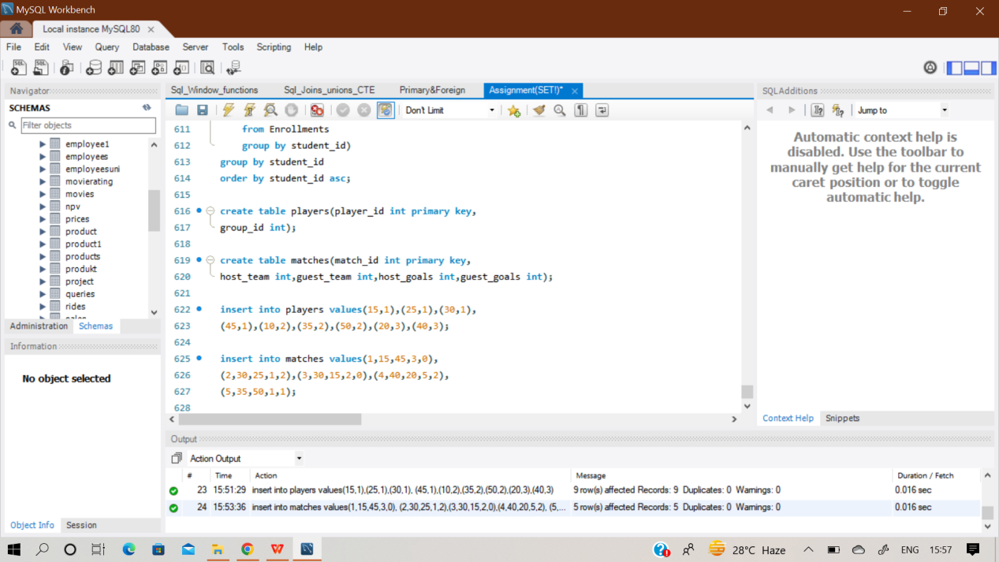 MySQL Workbench
Local instance MySQL80
File Edit View Query Database Server Tools Scripting Help
Navigator
SCHEMAS
Filter objects
employee1
employees
employeesuni
movierating
movies
npv
prices
product
product1
products
produkt
project
queries
rides
Administration Schemas
Information
No object selected
Object Info Session
Sql_Window_functions Sql_Joins_unions_CTE Primary&Foreign Assignment(SET!)*
Don't Limit
611 from Enrollments
612 group by student_id)
613 group by student_id
614 order by student_id asc;
615
616 create table players(player_id int primary key,
617 group_id int);
618
619 create table matches(match_id int primary key,
620 host_team int,guest_team int,host_goals int,guest_goals int);
621
622 insert into players values(15,1),(25,1),(30,1),
623 (45,1),(10,2),(35,2),(50,2),(20,3),(40,3);
624
625 insert into matches values(1,15,45,3,0),
626 (2,30,25,1,2),(3,30,15,2,0),(4,40,20,5,2),
627 (5,35,50,1,1);
628
SQLAdditions
Jump to
Automatic context help is
disabled. Use the toolbar to
manually get help for the current
caret position or to toggle
automatic help.
Context Help Snippets
Output
Action Output
# Time Action Message Duration / Fetch
23 15:51:29 insert into players values(15,1),(25,1),(30,1), (45,1),(10,2),(35,2),(50,2),(20,3),(40,3) 9 row(s) affected Records: 9 Duplicates: 0 Warnings: 0 0.016 sec
24 15:53:36 insert into matches values(1,15,45,3,0), (2,30,25,1,2),(3,30,15,2,0),(4,40,20,5,2), (5,... 5 row(s) affected Records: 5 Duplicates: 0 Warnings: 0 0.016 sec
28°C Haze ENG 15:57